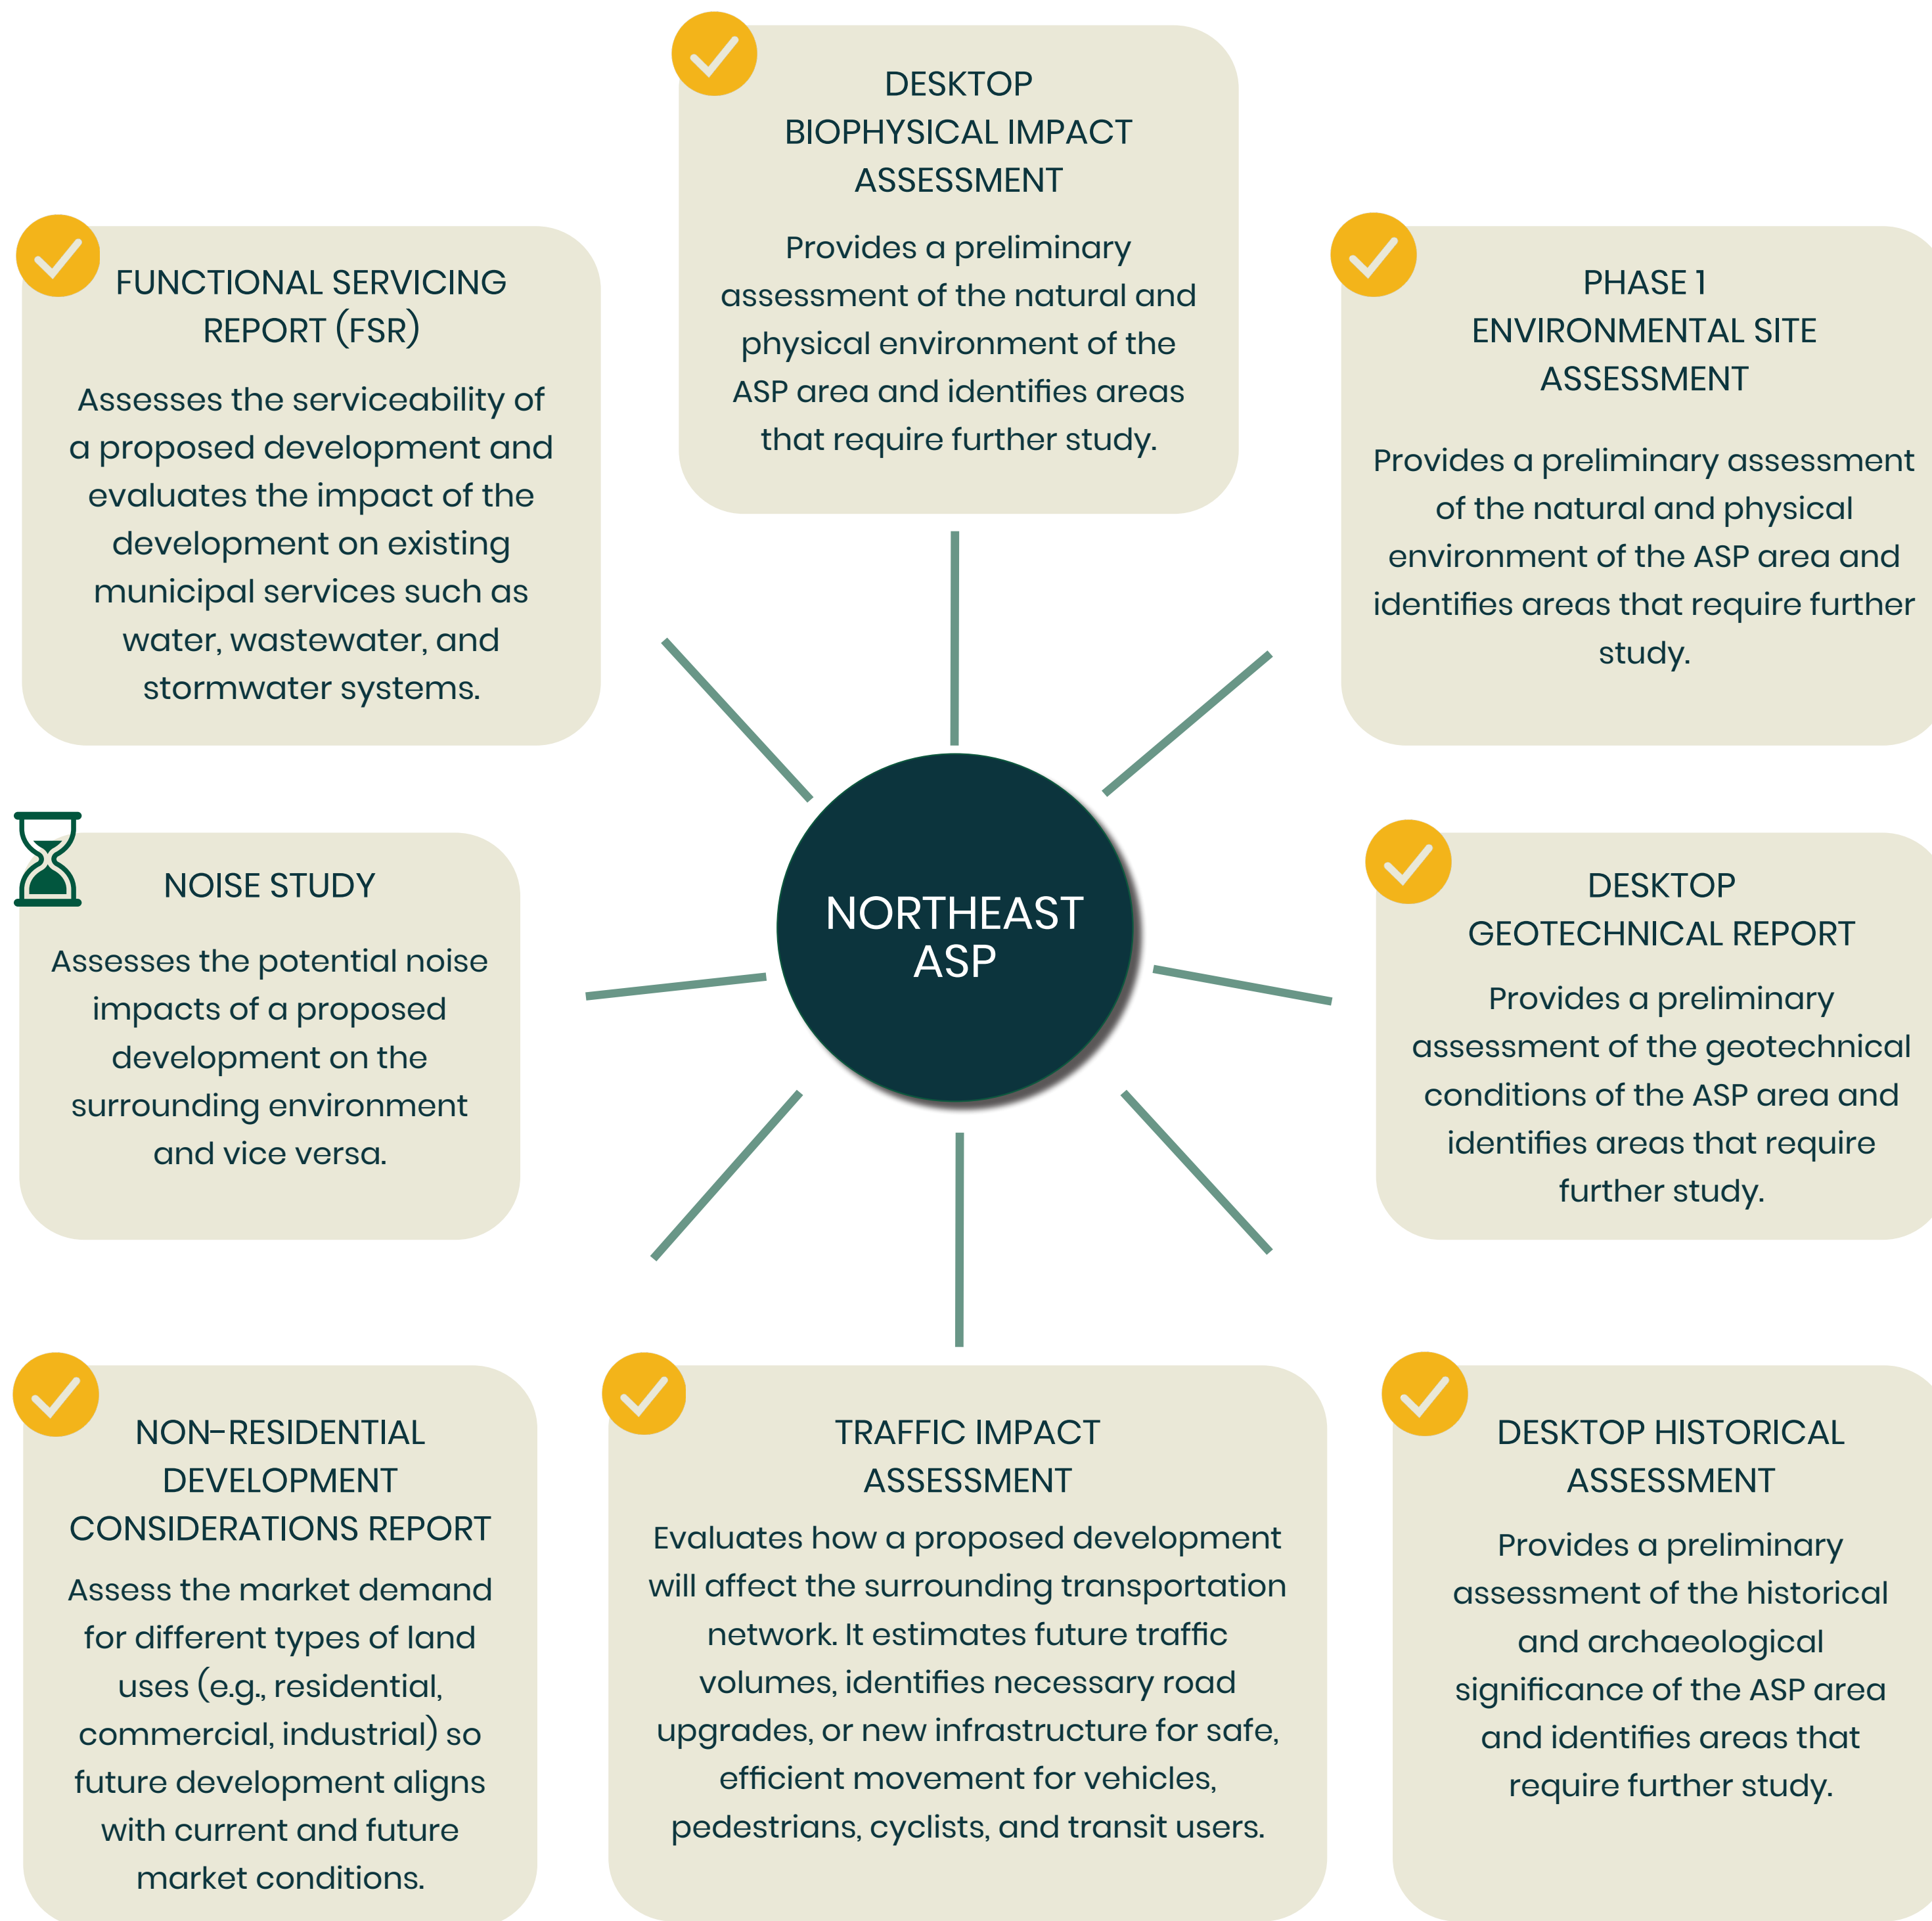 DESKTOP
BIOPHYSICAL IMPACT
ASSESSMENT
Provides a preliminary
assessment of the natural and
physical environment of the
ASP area and identifies areas
that require further study.
FUNCTIONAL SERVICING
REPORT (FSR)
Assesses the serviceability of
a proposed development and
evaluates the impact of the
development on existing
municipal services such as
water, wastewater, and
stormwater systems.
PHASE 1
ENVIRONMENTAL SITE
ASSESSMENT
Provides a preliminary assessment
of the natural and physical
environment of the ASP area and
identifies areas that require further
study.
NOISE STUDY
Assesses the potential noise
impacts of a proposed
development on the
surrounding environment
and vice versa.
NORTHEAST
ASP
DESKTOP
GEOTECHNICAL REPORT
Provides a preliminary
assessment of the geotechnical
conditions of the ASP area and
identifies areas that require
further study.
NON-RESIDENTIAL
DEVELOPMENT
CONSIDERATIONS REPORT
Assess the market demand
for different types of land
uses (e.g., residential,
commercial, industrial) so
future development aligns
with current and future
market conditions.
TRAFFIC IMPACT
ASSESSMENT
Evaluates how a proposed development
will affect the surrounding transportation
network. It estimates future traffic
volumes, identifies necessary road
upgrades, or new infrastructure for safe,
efficient movement for vehicles,
pedestrians, cyclists, and transit users.
DESKTOP HISTORICAL
ASSESSMENT
Provides a preliminary
assessment of the historical
and archaeological
significance of the ASP area
and identifies areas that
require further study.